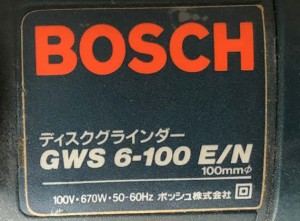 BOSCH
ディスクグラインダー
GWS 6-100 E/N
100mmφ
100V・670W・50-60Hz ボッシュ株式会社